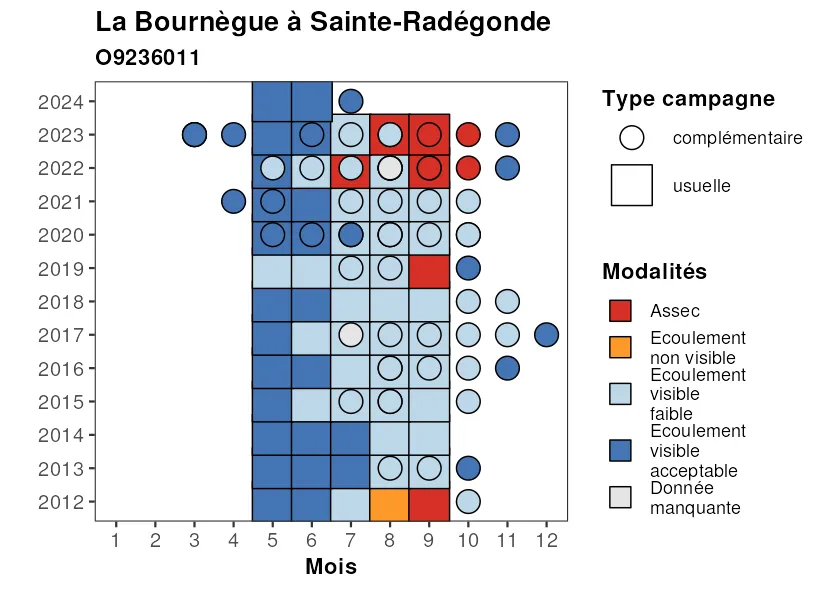 La Bournègue à Sainte-Radégonde
O9236011
2024
2023
2022
2021
2020
2019
2018
2017
2016
2015
2014
2013
2012
1 2 3 4 5 6 7 8 9 10 11 12
Mois
Type campagne
complémentaire
usuelle
Modalités
Assec
Ecoulement
non visible
Ecoulement
visible
faible
Ecoulement
visible
acceptable
Donnée
manquante